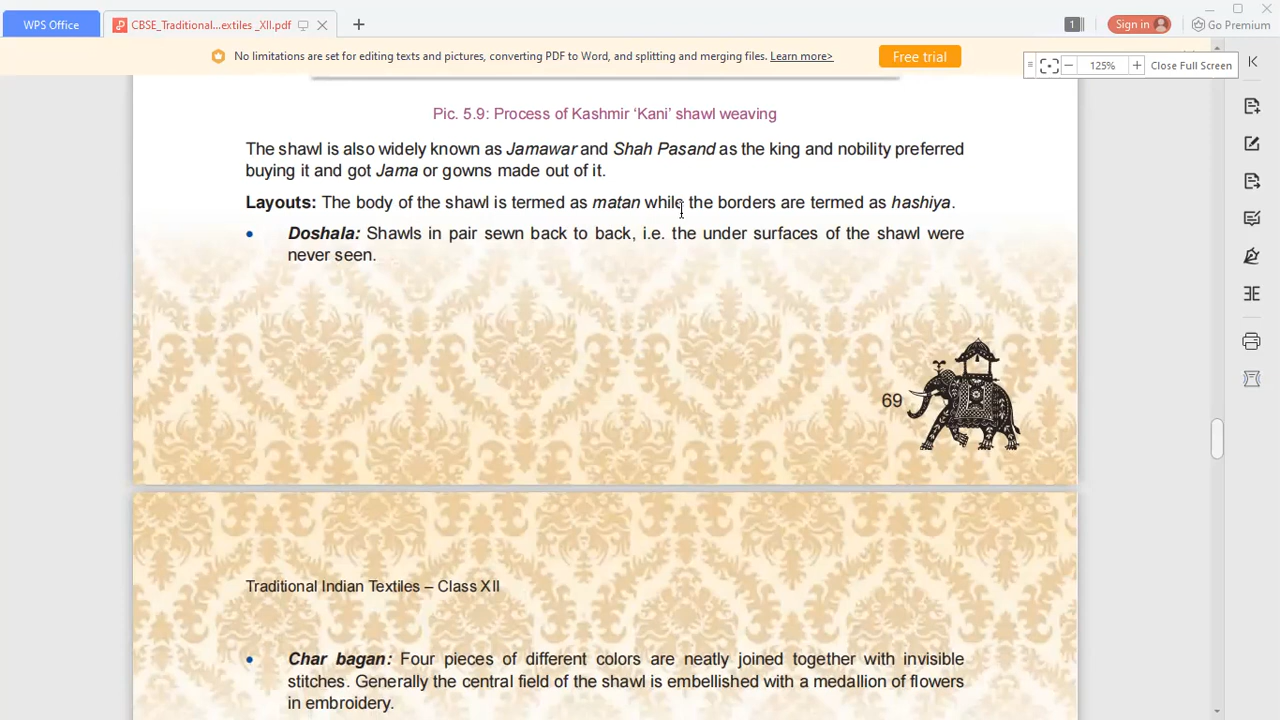 WPS Office
CBSE_Traditional...extiles _XII.pdf
1
Sign in
Go Premium
No limitations are set for editing texts and pictures, converting PDF to Word, and splitting and merging files. Learn more>
Free trial
125%
Close Full Screen
Pic. 5.9: Process of Kashmir ‘Kani’ shawl weaving
The shawl is also widely known as Jamawar and Shah Pasand as the king and nobility preferred
buying it and got Jama or gowns made out of it.
Layouts: The body of the shawl is termed as matan while the borders are termed as hashiya.
• Doshala: Shawls in pair sewn back to back, i.e. the under surfaces of the shawl were
never seen.
69
Traditional Indian Textiles – Class XII
• Char bagan: Four pieces of different colors are neatly joined together with invisible
stitches. Generally the central field of the shawl is embellished with a medallion of flowers
in embroidery.